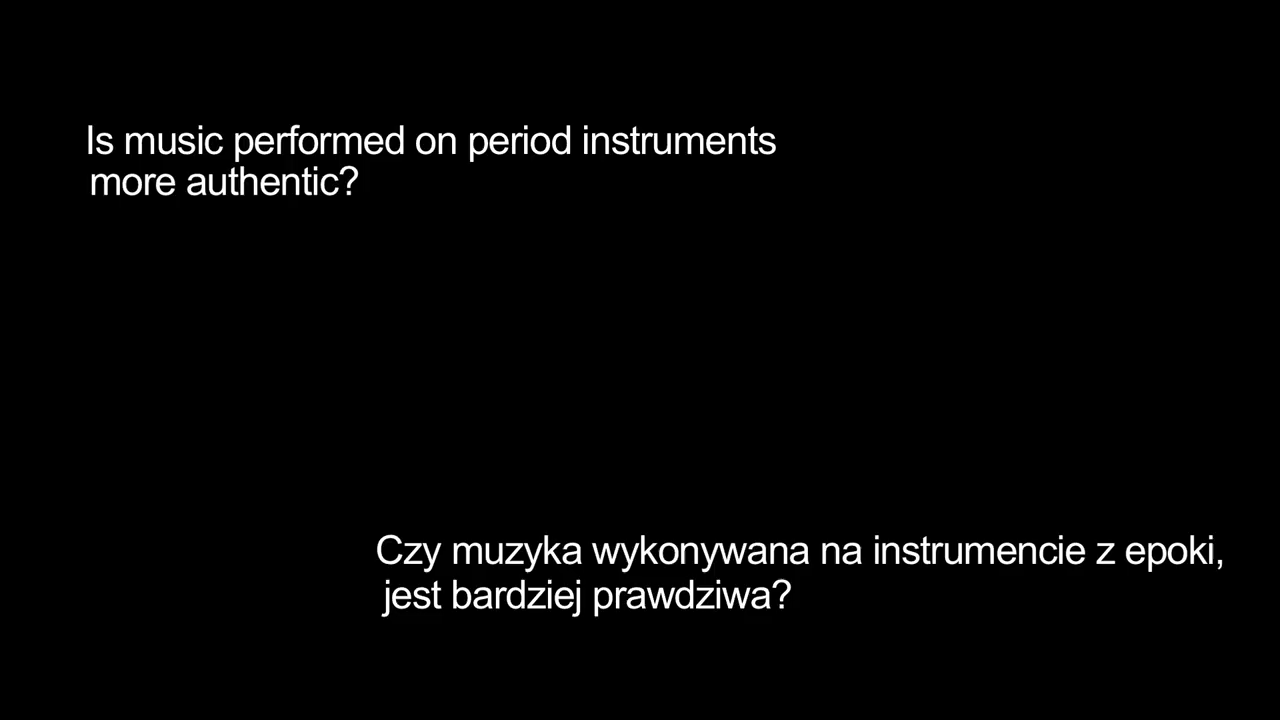 Is music performed on period instruments
more authentic?
Czy muzyka wykonywana na instrumencie z epoki,
jest bardziej prawdziwa?